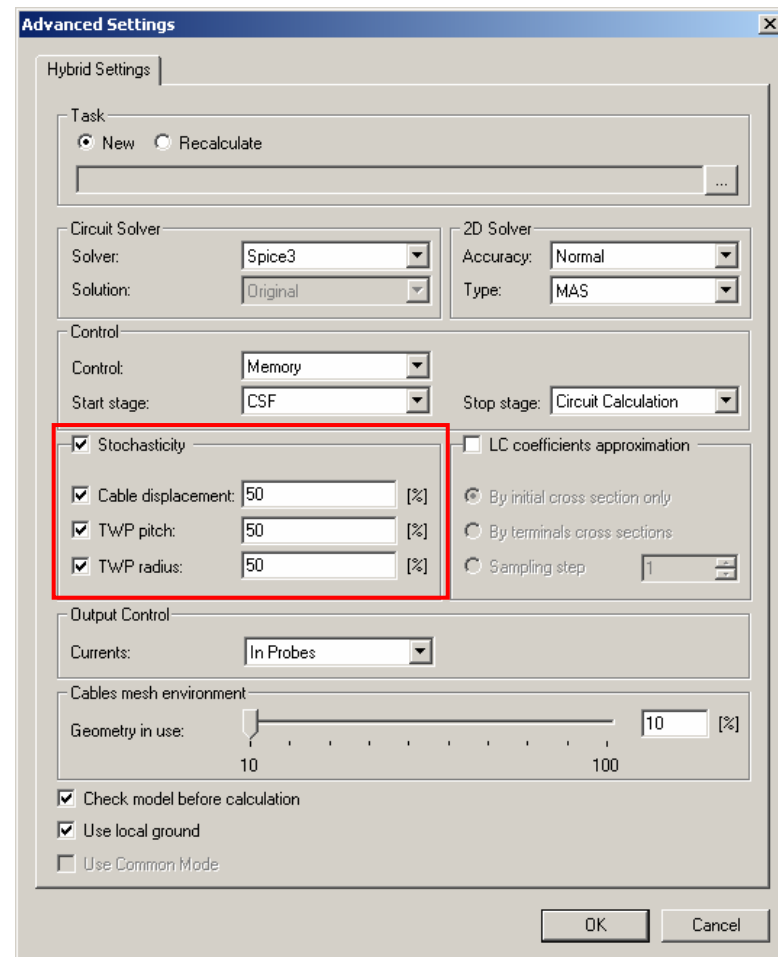 Advanced Settings
Hybrid Settings
Task
New Recalculate
...
Circuit Solver
Solver: Spice3
Solution: Original
2D Solver
Accuracy: Normal
Type: MAS
Control
Control: Memory
Start stage: CSF Stop stage: Circuit Calculation
Stochasticity
Cable displacement: 50 [%]
TWP pitch: 50 [%]
TWP radius: 50 [%]
LC coefficients approximation
By initial cross section only
By terminals cross sections
Sampling step 1
Output Control
Currents: In Probes
Cables mesh environment
Geometry in use: 10 [%]
10 100
Check model before calculation
Use local ground
Use Common Mode
OK Cancel